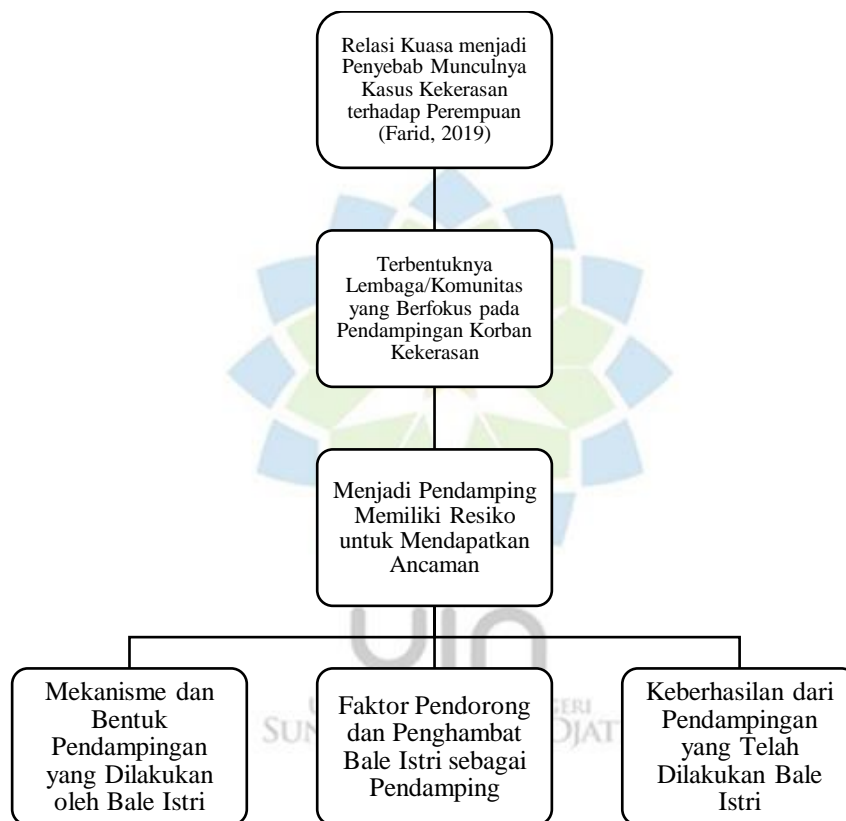 Relasi Kuasa menjadi
Penyebab Munculnya
Kasus Kekerasan
terhadap Perempuan
(Farid, 2019)
Terbentuknya
Lembaga/Komunitas
yang Berfokus pada
Pendampingan Korban
Kekerasan
Menjadi Pendamping
Memiliki Resiko
untuk Mendapatkan
Ancaman
uin
Mekanisme dan
Bentuk
Pendampingan
yang Dilakukan
oleh Bale Istri
Faktor Pendorong
dan Penghambat
Bale Istri sebagai
Pendamping
Keberhasilan dari
Pendampingan
yang Telah
Dilakukan Bale
Istri